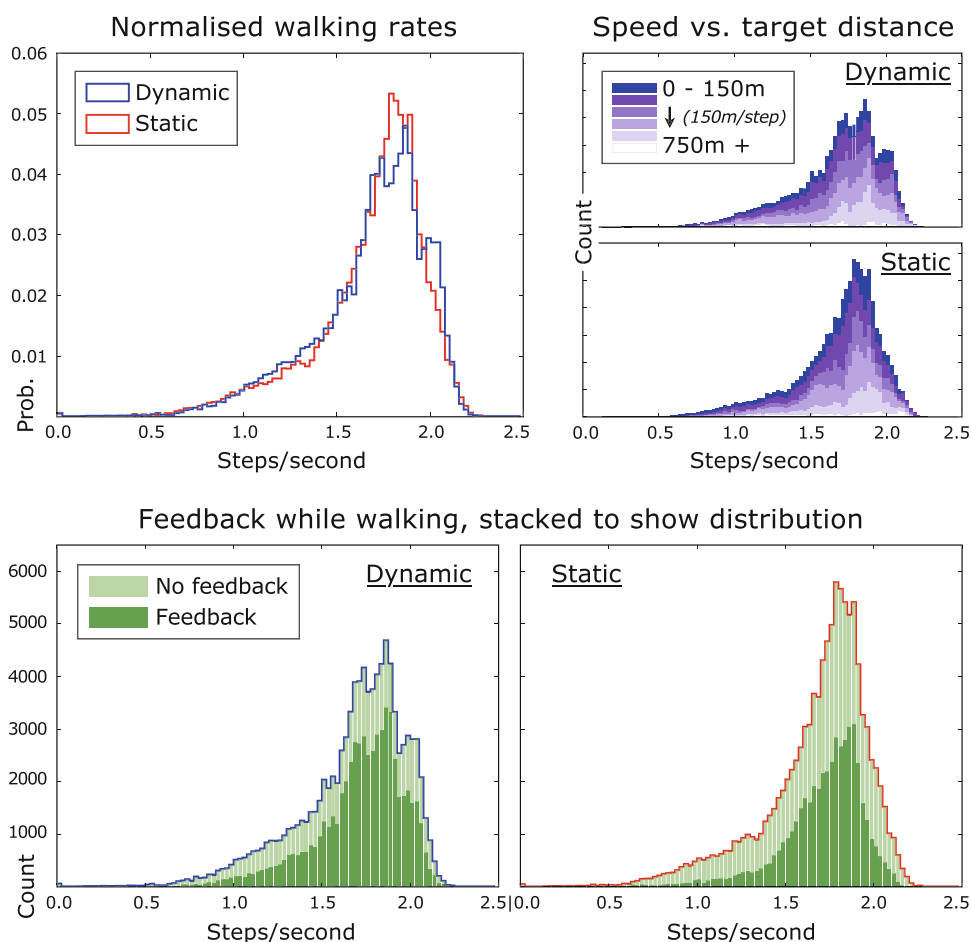 Normalised walking rates
0.06
0.05
0.04
0.03
0.02
0.01
Prob.
Dynamic
Static
0.0 0.5 1.0 1.5 2.0 2.5
Steps/second
Speed vs. target distance
Dynamic
0 - 150m
↓ (150m/step)
750m +
Count
Static
0.0 0.5 1.0 1.5 2.0 2.5
Steps/second
Feedback while walking, stacked to show distribution
6000
5000
4000
3000
2000
1000
Count
No feedback
Feedback
Dynamic
0.0 0.5 1.0 1.5 2.0 2.5
Steps/second
Static
0.0 0.5 1.0 1.5 2.0 2.5
Steps/second